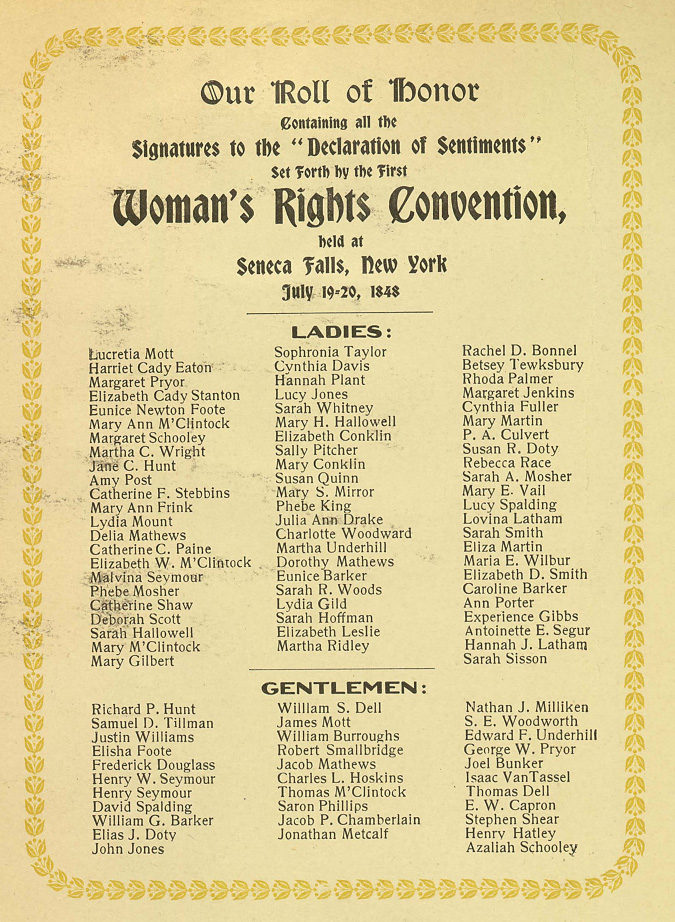 Our Roll of Honor
Containing all the
Signatures to the "Declaration of Sentiments"
Set Forth by the First
Woman's Rights Convention,
held at
Seneca Falls, New York
July 19-20, 1848
LADIES:
Lucretia Mott
Harriet Cady Eaton
Margaret Pryor
Elizabeth Cady Stanton
Eunice Newton Foote
Mary Ann M'Clintock
Margaret Schooley
Martha C. Wright
Jane C. Hunt
Amy Post
Catherine F. Stebbins
Mary Ann Frink
Lydia Mount
Delia Mathews
Catherine C. Paine
Elizabeth W. M'Clintock
Malvina Seymour
Phebe Mosher
Catherine Shaw
Deborah Scott
Sarah Hallowell
Mary M'Clintock
Mary Gilbert
Sophronia Taylor
Cynthia Davis
Hannah Plant
Lucy Jones
Sarah Whitney
Mary H. Hallowell
Elizabeth Conklin
Sally Pitcher
Mary Conklin
Susan Quinn
Mary S. Mirror
Phebe King
Julia Ann Drake
Charlotte Woodward
Martha Underhill
Dorothy Mathews
Eunice Barker
Sarah R. Woods
Lydia Gild
Sarah Hoffman
Elizabeth Leslie
Martha Ridley
Rachel D. Bonnel
Betsey Tewksbury
Rhoda Palmer
Margaret Jenkins
Cynthia Fuller
Mary Martin
P. A. Culvert
Susan R. Doty
Rebecca Race
Sarah A. Mosher
Mary E. Vail
Lucy Spalding
Lovina Latham
Sarah Smith
Eliza Martin
Maria E. Wilbur
Elizabeth D. Smith
Caroline Barker
Ann Porter
Experience Gibbs
Antoinette E. Segur
Hannah J. Latham
Sarah Sisson
GENTLEMEN:
Richard P. Hunt
Samuel D. Tillman
Justin Williams
Elisha Foote
Frederick Douglass
Henry W. Seymour
Henry Seymour
David Spalding
William G. Barker
Elias J. Doty
John Jones
William S. Dell
James Mott
William Burroughs
Robert Smallbridge
Jacob Mathews
Charles L. Hoskins
Thomas M'Clintock
Saron Phillips
Jacob P. Chamberlain
Jonathan Metcalf
Nathan J. Milliken
S. E. Woodworth
Edward F. Underhill
George W. Pryor
Joel Bunker
Isaac VanTassel
Thomas Dell
E. W. Capron
Stephen Shear
Henry Hatley
Azaliah Schooley